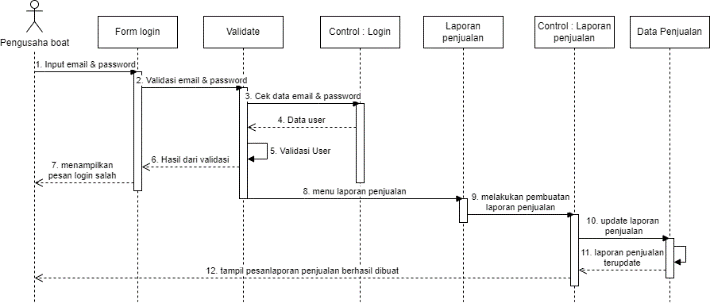 Pengusaha boat
Form login
Validate
Control : Login
Laporan
penjualan
Control : Laporan
penjualan
Data Penjualan
1. Input email & password
2. Validasi email & password
3. Cek data email & password
4. Data user
5. Validasi User
6. Hasil dari validasi
7. menampilkan
pesan login salah
8. menu laporan penjualan
9. melakukan pembuatan
laporan penjualan
10. update laporan
penjualan
11. laporan penjualan
terupdate
12. tampil pesanlaporan penjualan berhasil dibuat